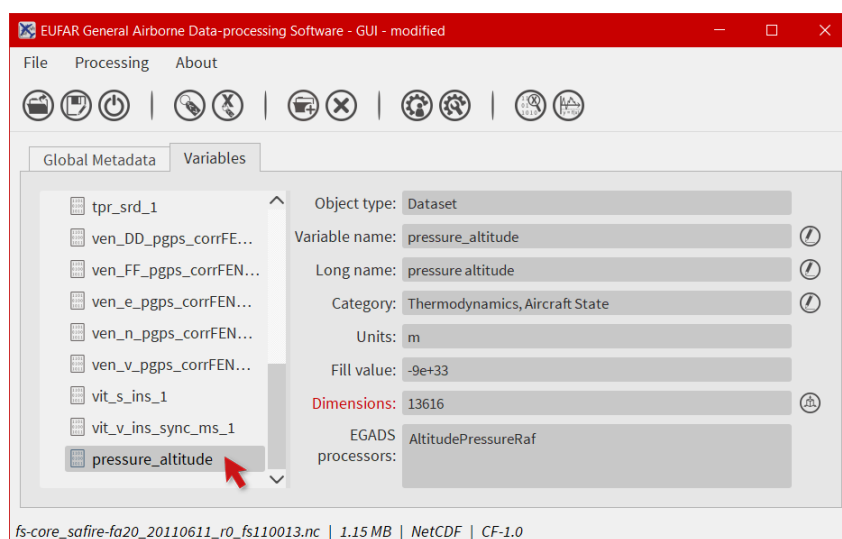 EUFAR General Airborne Data-processing Software - GUI - modified
File Processing About
Global Metadata Variables
tpr_srd_1
ven_DD_pgps_corrFE...
ven_FF_pgps_corrFEN...
ven_e_pgps_corrFEN...
ven_n_pgps_corrFEN...
ven_v_pgps_corrFEN...
vit_s_ins_1
vit_v_ins_sync_ms_1
pressure_altitude
Object type: Dataset
Variable name: pressure_altitude
Long name: pressure altitude
Category: Thermodynamics, Aircraft State
Units: m
Fill value: -9e+33
Dimensions: 13616
EGADS processors: AltitudePressureRaf
fs-core_safire-fa20_20110611_r0_fs110013.nc | 1.15 MB | NetCDF | CF-1.0